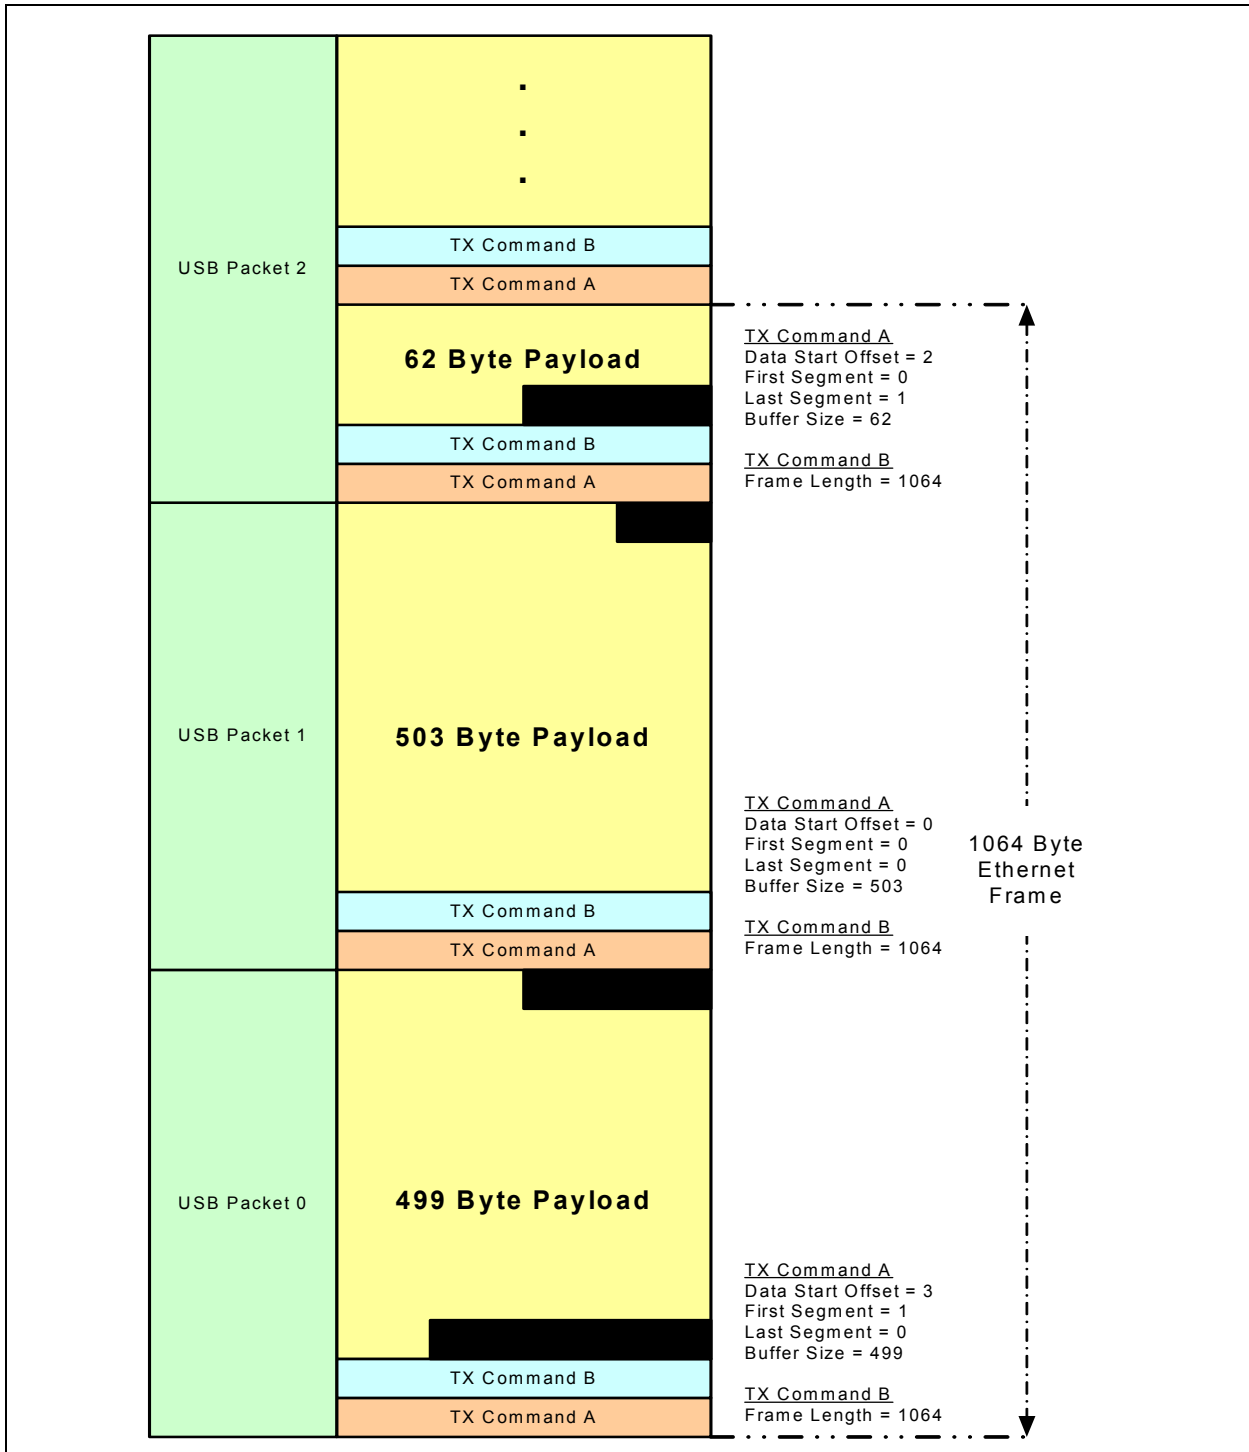 .
.
.
TX Command B
USB Packet 2
TX Command A
62 Byte Payload
TX Command A
Data Start Offset = 2
First Segment = 0
Last Segment = 1
Buffer Size = 62
TX Command B
TX Command B
Frame Length = 1064
TX Command A
USB Packet 1
503 Byte Payload
TX Command A
Data Start Offset = 0
First Segment = 0
Last Segment = 0
Buffer Size = 503
1064 Byte
Ethernet
Frame
TX Command B
TX Command B
Frame Length = 1064
TX Command A
USB Packet 0
499 Byte Payload
TX Command A
Data Start Offset = 3
First Segment = 1
Last Segment = 0
Buffer Size = 499
TX Command B
TX Command B
Frame Length = 1064
TX Command A